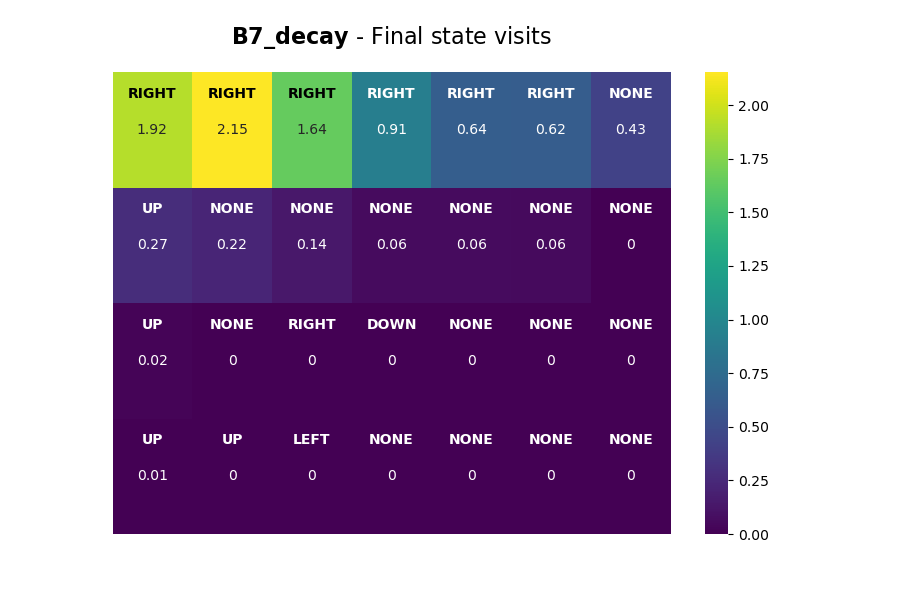 B7_decay - Final state visits
RIGHT RIGHT RIGHT RIGHT RIGHT RIGHT NONE
1.92 2.15 1.64 0.91 0.64 0.62 0.43
UP NONE NONE NONE NONE NONE NONE
0.27 0.22 0.14 0.06 0.06 0.06 0
UP NONE RIGHT DOWN NONE NONE NONE
0.02 0 0 0 0 0 0
UP UP LEFT NONE NONE NONE NONE
0.01 0 0 0 0 0 0
2.00
1.75
1.50
1.25
1.00
0.75
0.50
0.25
0.00